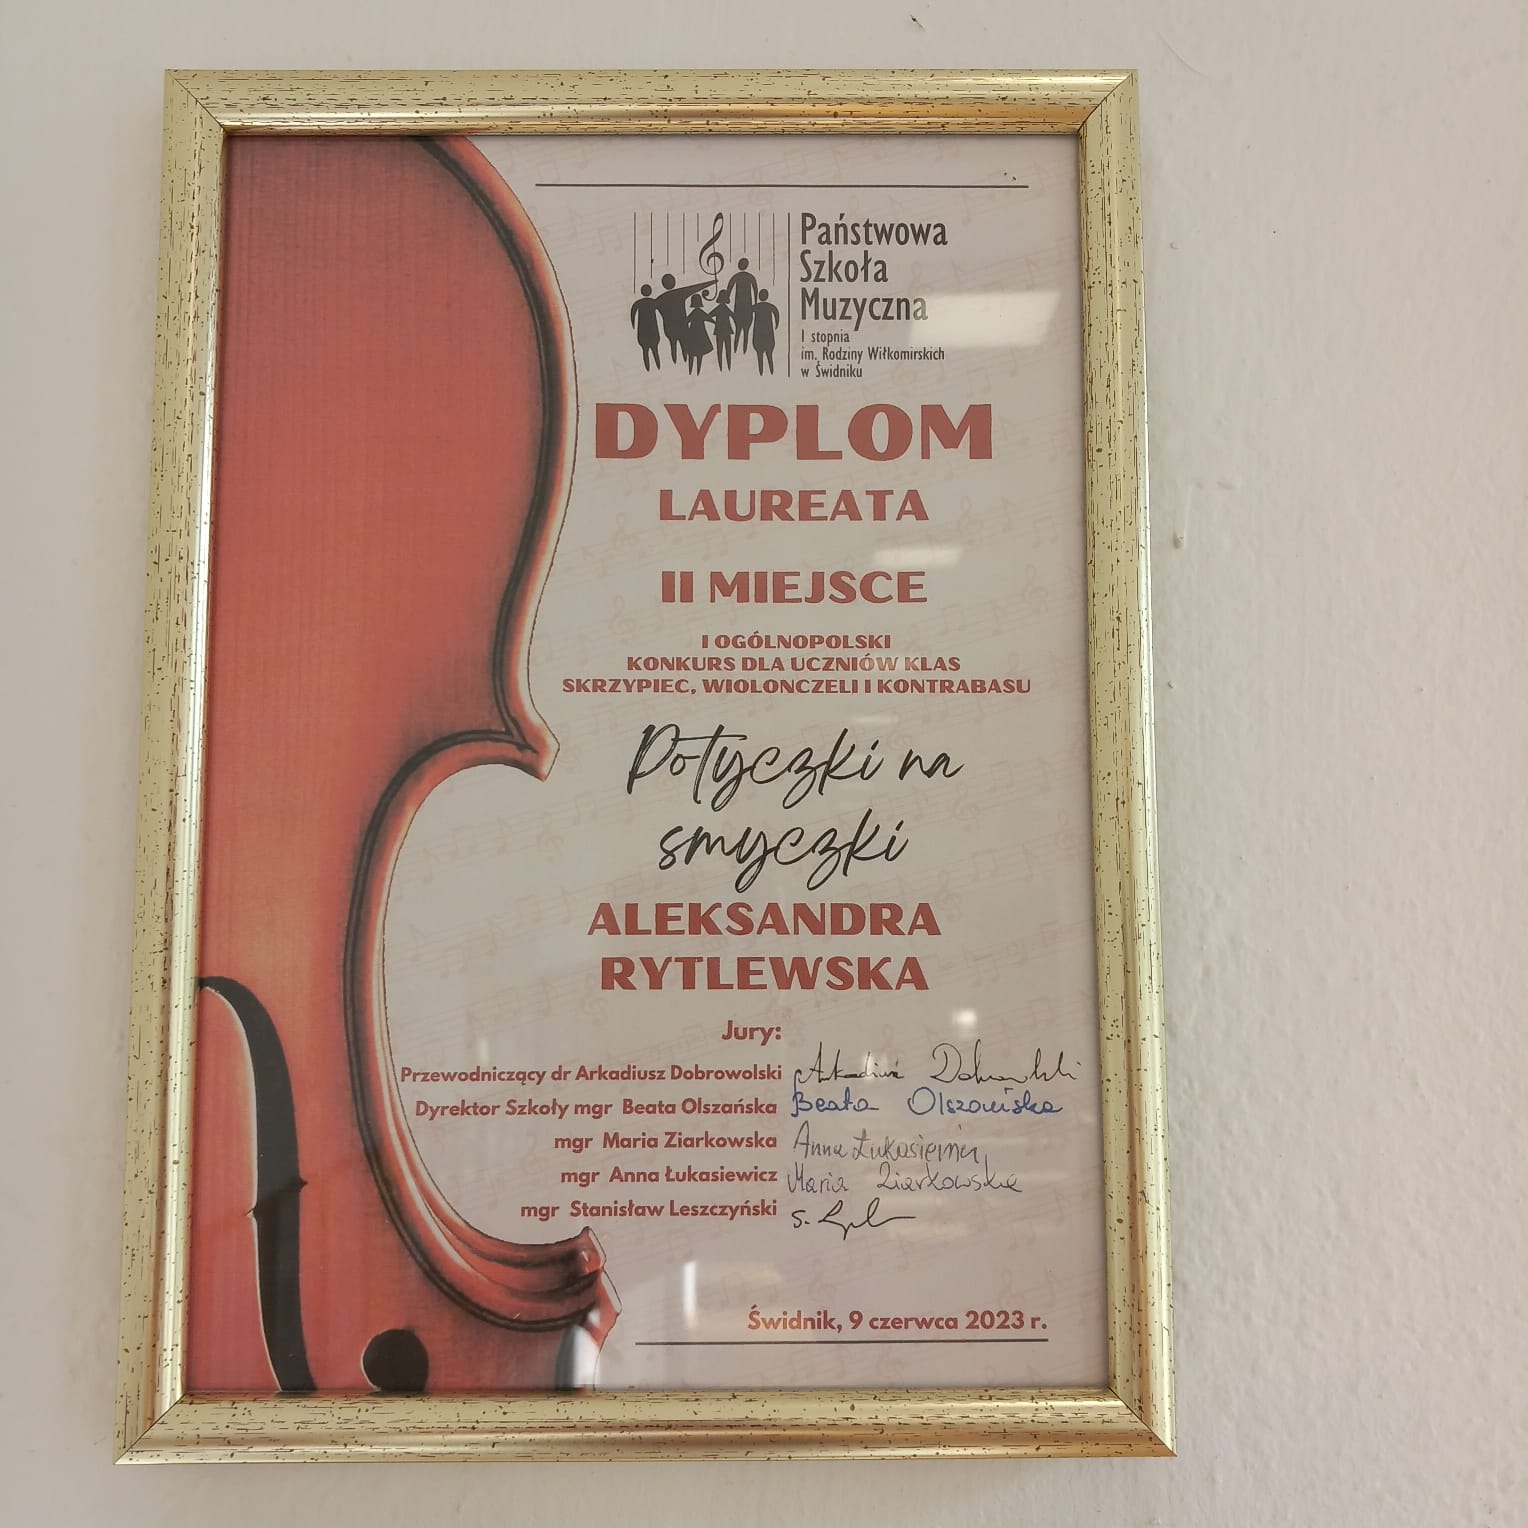 Państwowa
Szkoła
Muzyczna
I stopnia
im. Rodziny Wiłkomirskich
w Świdniku
DYPLOM
LAUREATA
II MIEJSCE
I OGÓLNOPOLSKI
KONKURS DLA UCZNIÓW KLAS
SKRZYPIEC, WIOLONCZELI I KONTRABASU
Potyczki na
smyczki
ALEKSANDRA
RYTLEWSKA
Jury:
Przewodniczący dr Arkadiusz Dobrowolski Arkadiusz Dobrowolski
Dyrektor Szkoły mgr Beata Olszańska Beata Olszańska
mgr Maria Ziarkowska Anna Łukasiewicz
mgr Anna Łukasiewicz Maria Ziarkowska
mgr Stanisław Leszczyński S.
Świdnik, 9 czerwca 2023 r.